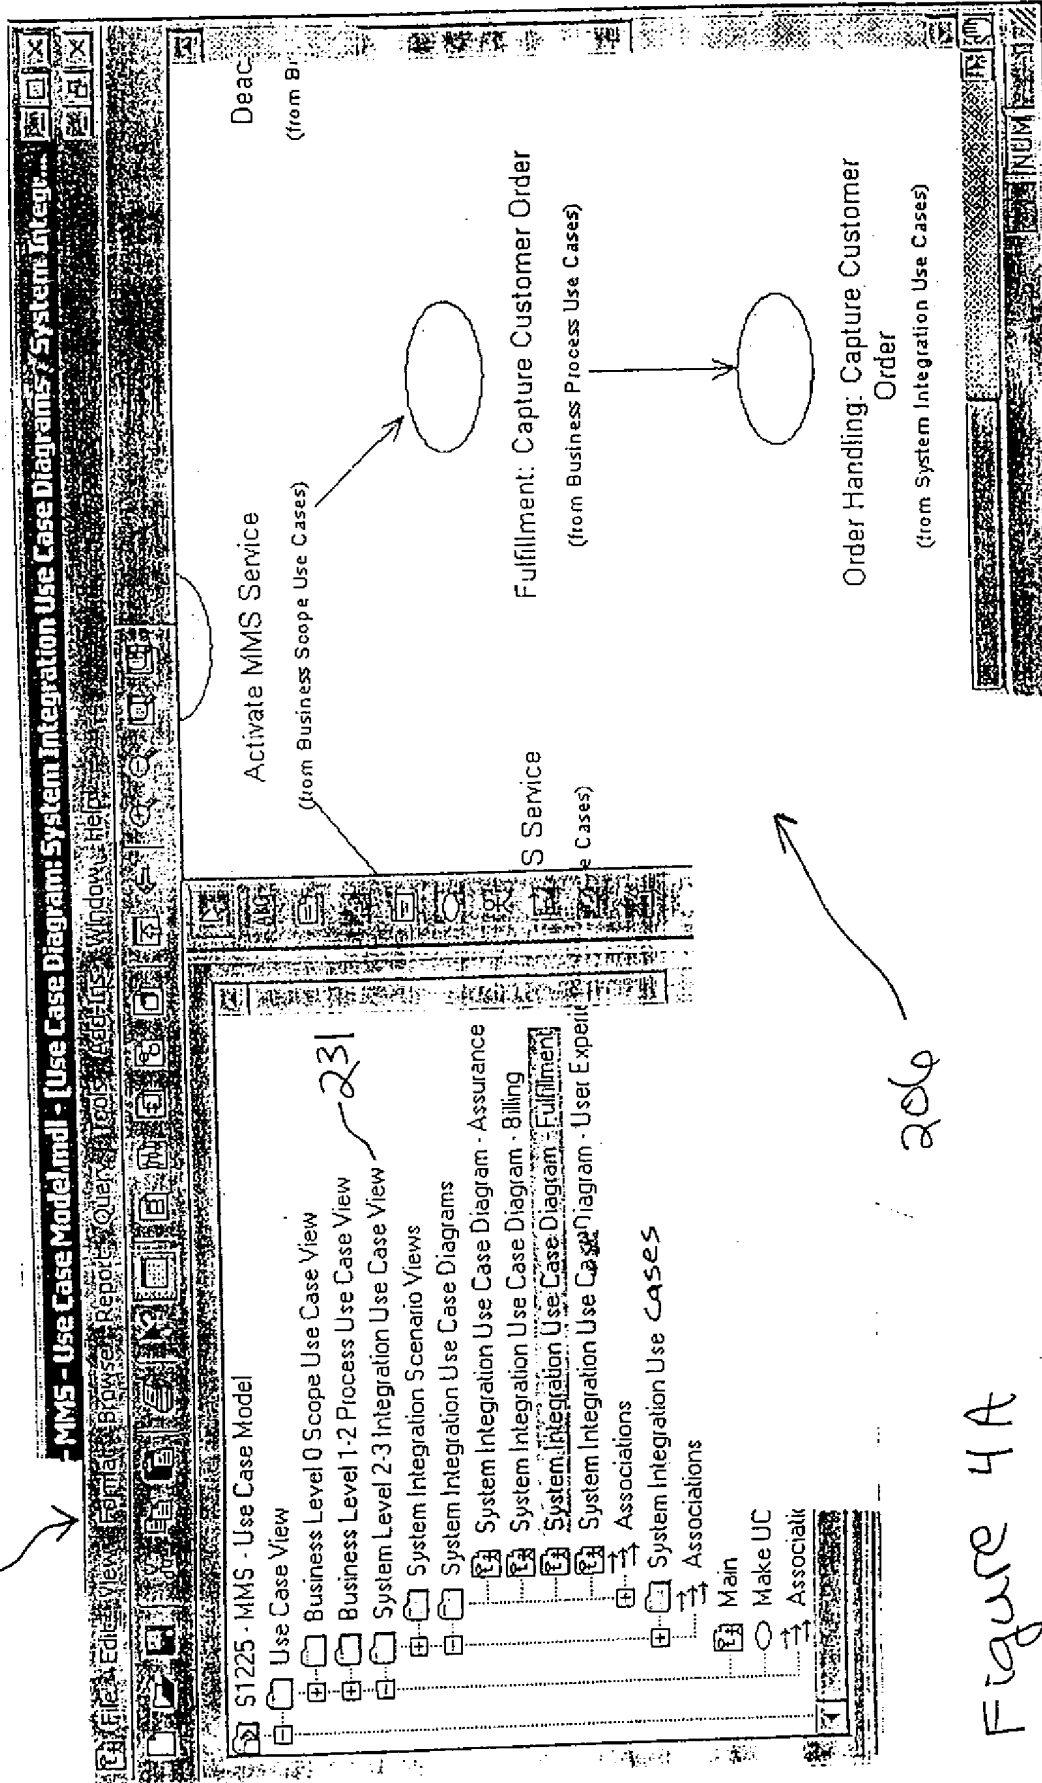 - MMS - Use Case Model.mdl - [Use Case Diagram: System Integration Use Case Diagrams / System Integr...
File Edit View Format Browse Report Query Tools Add-Ins Window Help
S1225 - MMS - Use Case Model
Use Case View
Business Level 0 Scope Use Case View
Business Level 1-2 Process Use Case View
System Level 2-3 Integration Use Case View
231
System Integration Scenario Views
System Integration Use Case Diagrams
System Integration Use Case Diagram - Assurance
System Integration Use Case Diagram - Billing
System Integration Use Case Diagram - Fulfillment
System Integration Use Case Diagram - User Experie
Associations
System Integration Use Cases
Associations
Main
Make UC
Associatio
ABC
Activate MMS Service
(from Business Scope Use Cases)
Deac
(from B
S Service
e Cases)
Fulfillment: Capture Customer Order
(from Business Process Use Cases)
Order Handling: Capture Customer
Order
(from System Integration Use Cases)
NUM
206
Figure 4A